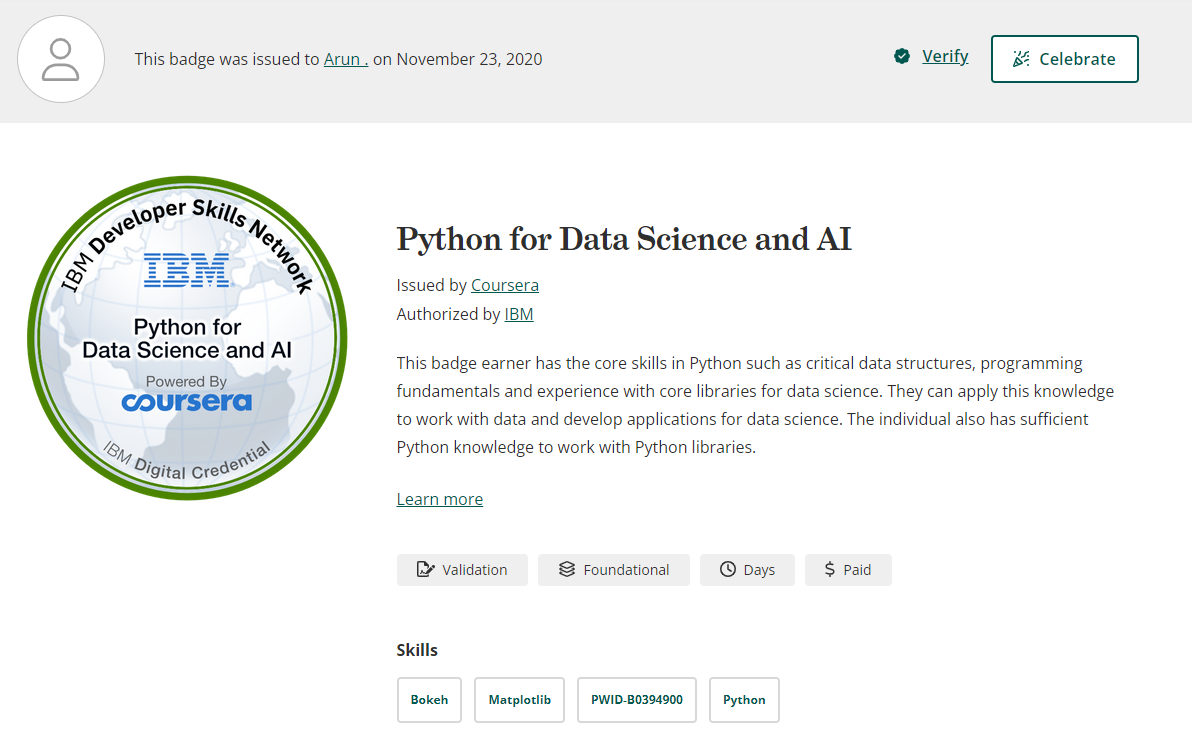 This badge was issued to Arun . on November 23, 2020
Verify
Celebrate
IBM Developer Skills Network
IBM
Python for
Data Science and AI
Powered By
coursera
IBM Digital Credential
Python for Data Science and AI
Issued by Coursera
Authorized by IBM
This badge earner has the core skills in Python such as critical data structures, programming
fundamentals and experience with core libraries for data science. They can apply this knowledge
to work with data and develop applications for data science. The individual also has sufficient
Python knowledge to work with Python libraries.
Learn more
Validation
Foundational
Days
$ Paid
Skills
Bokeh
Matplotlib
PWID-B0394900
Python